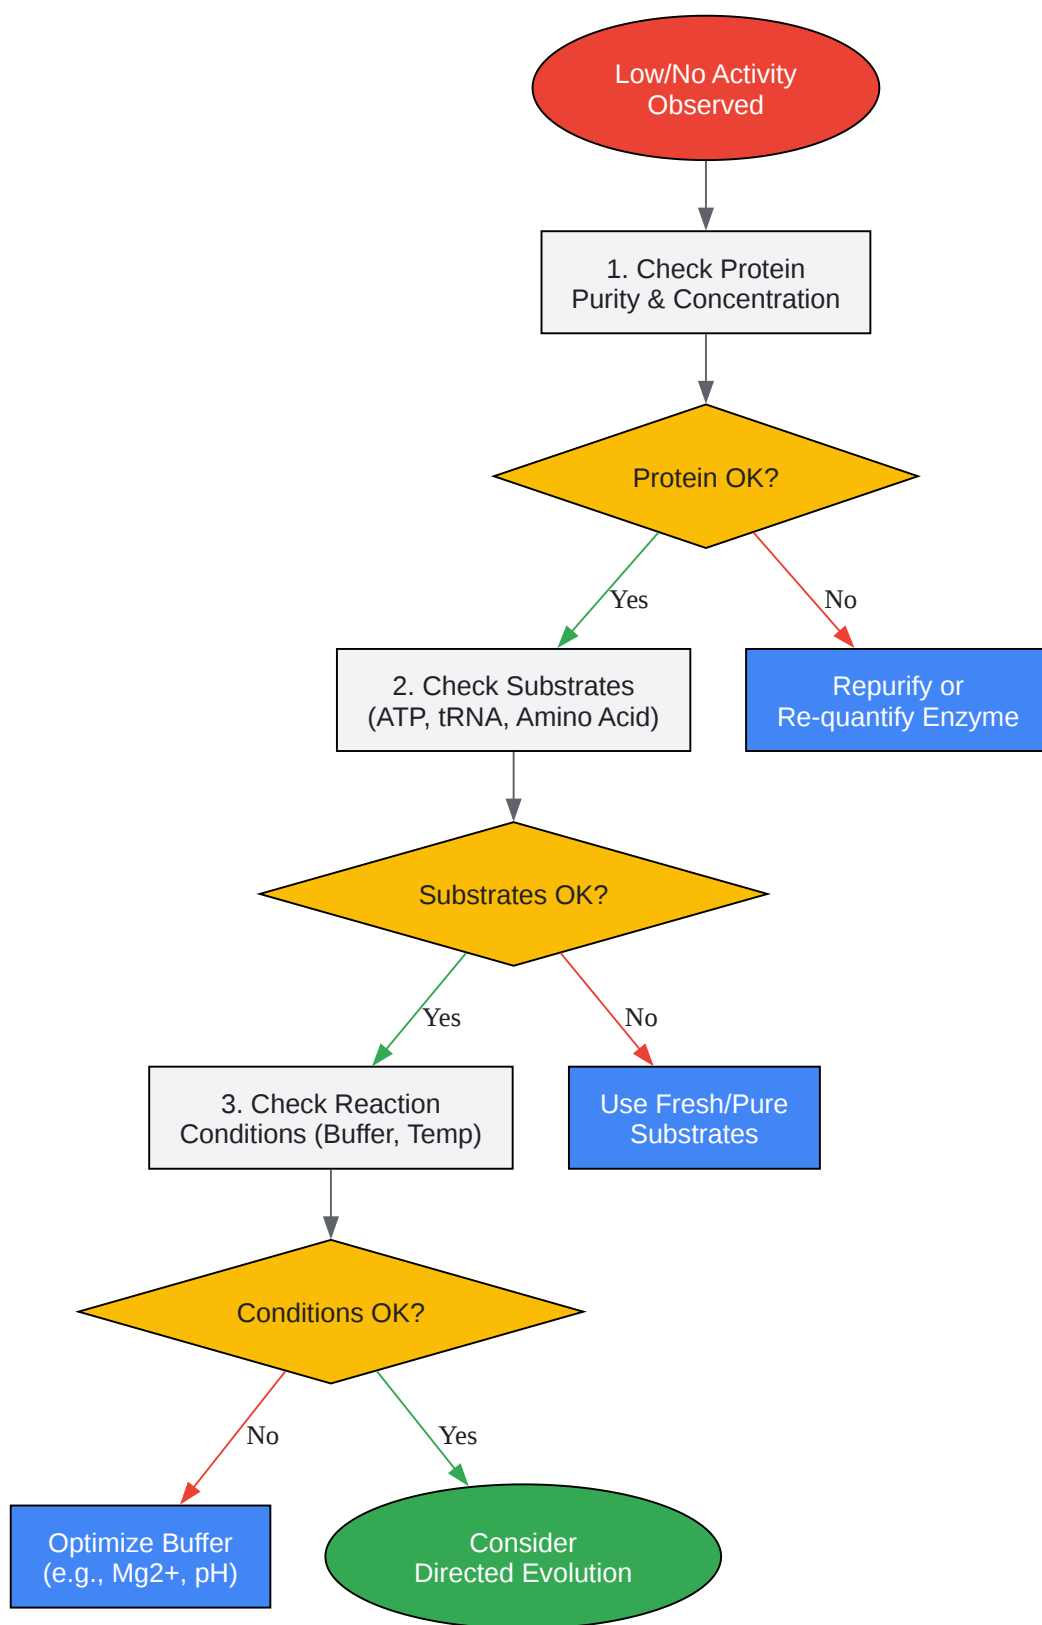 Low/No Activity
Observed
1. Check Protein
Purity & Concentration
Protein OK?
Yes
No
2. Check Substrates
(ATP, tRNA, Amino Acid)
Repurify or
Re-quantify Enzyme
Substrates OK?
Yes
No
3. Check Reaction
Conditions (Buffer, Temp)
Use Fresh/Pure
Substrates
Conditions OK?
No
Yes
Optimize Buffer
(e.g., Mg2+, pH)
Consider
Directed Evolution